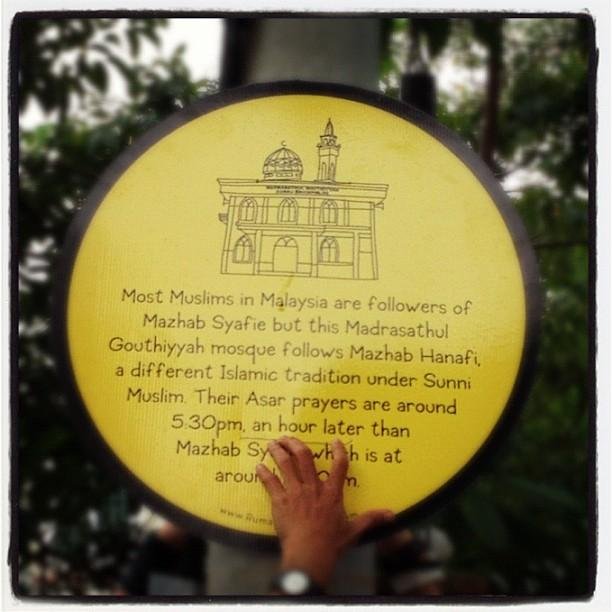 Most Muslims in Malaysia are followers of
Mazhab Syafie but this Madrasathul
Gouthiyyah mosque follows Mazhab Hanafi,
a different Islamic tradition under Sunni
Muslim. Their Asar prayers are around
5:30pm, an hour later than
Mazhab which is at